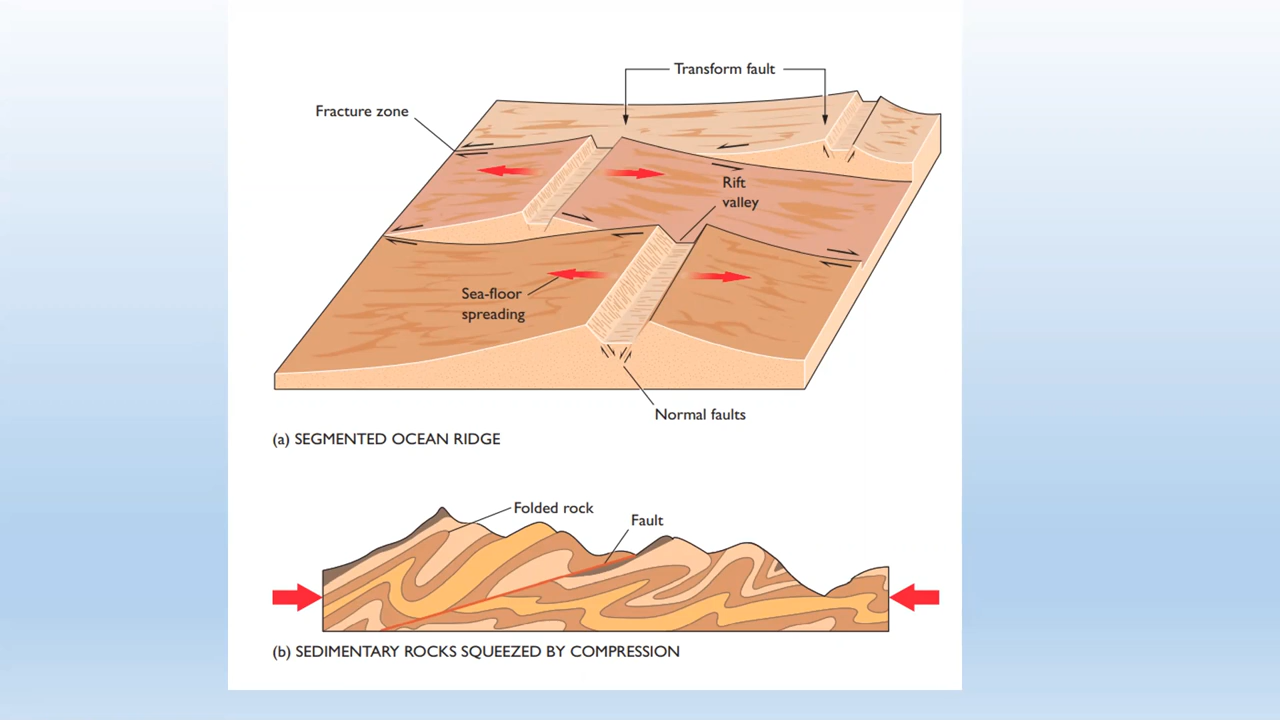 Transform fault
Fracture zone
Rift
valley
Sea-floor
spreading
Normal faults
(a) SEGMENTED OCEAN RIDGE
Folded rock
Fault
(b) SEDIMENTARY ROCKS SQUEEZED BY COMPRESSION